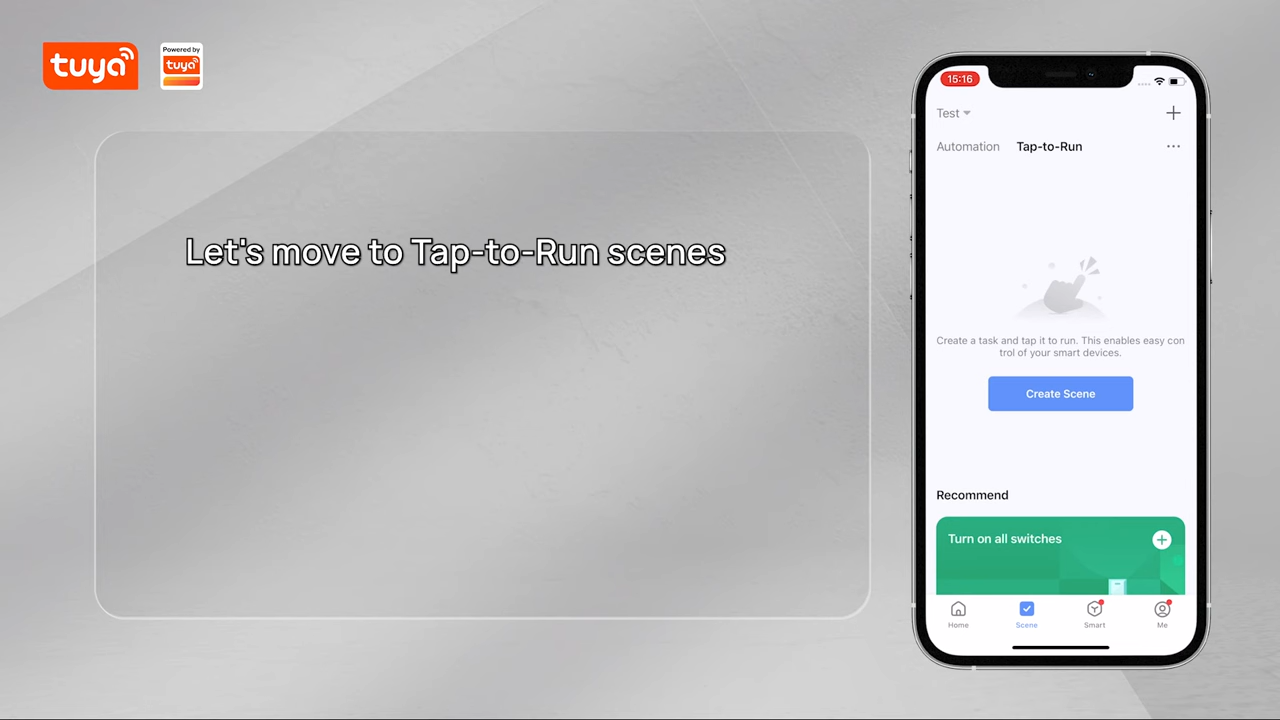 tuya
Powered by
tuya
Let's move to Tap-to-Run scenes
15:16
Test
Automation Tap-to-Run
Create a task and tap it to run. This enables easy con
trol of your smart devices.
Create Scene
Recommend
Turn on all switches
Home Scene Smart Me